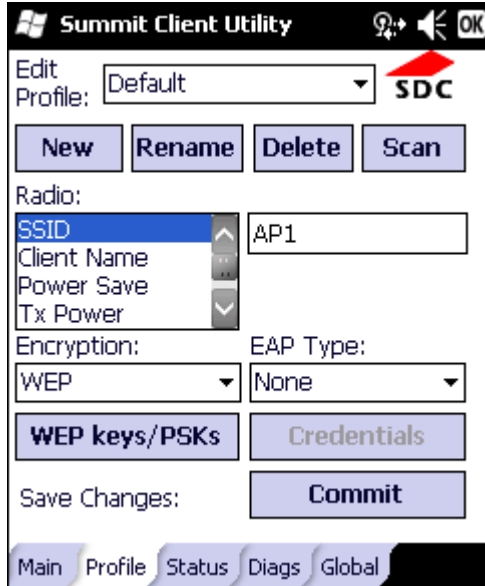 Summit Client Utility OK
Edit
Profile: Default
SDC
New Rename Delete Scan
Radio:
SSID AP1
Client Name
Power Save
Tx Power
Encryption: EAP Type:
WEP None
WEP keys/PSKs Credentials
Save Changes: Commit
Main Profile Status Diags Global